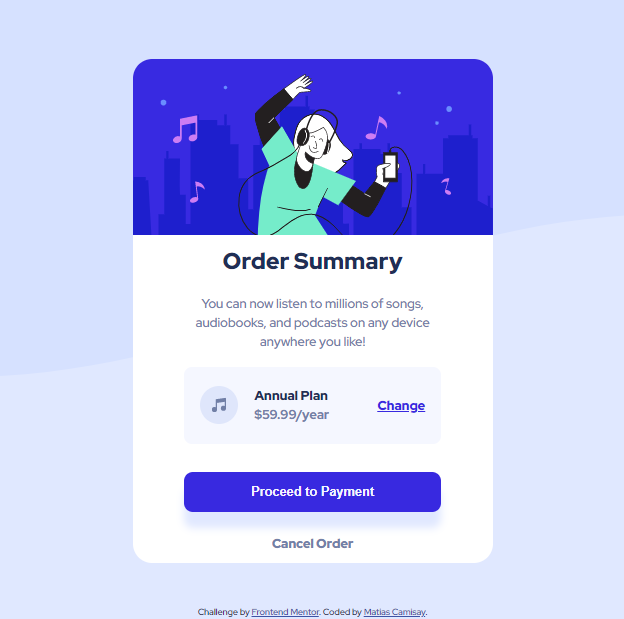 Order Summary
You can now listen to millions of songs,
audiobooks, and podcasts on any device
anywhere you like!
Annual Plan
$59.99/year
Change
Proceed to Payment
Cancel Order
Challenge by Frontend Mentor. Coded by Matias Camisay.